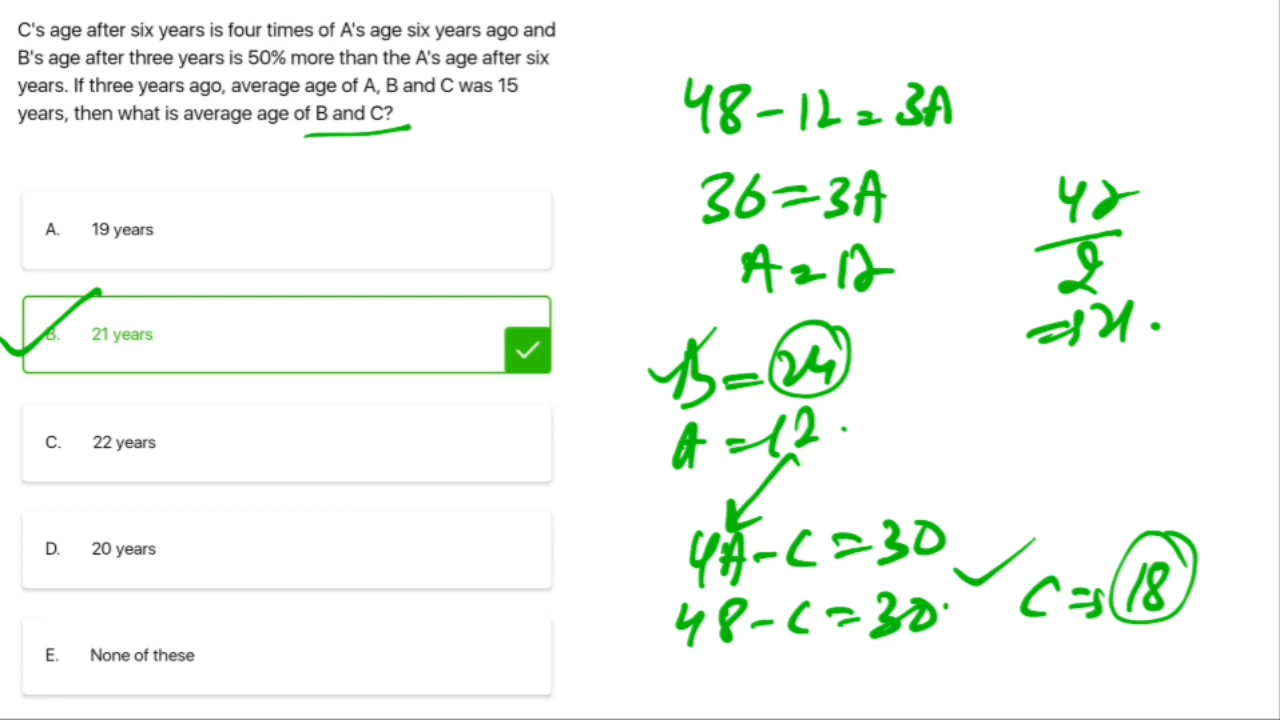 C's age after six years is four times of A's age six years ago and
B's age after three years is 50% more than the A's age after six
years. If three years ago, average age of A, B and C was 15
years, then what is average age of B and C?
A. 19 years
B. 21 years
C. 22 years
D. 20 years
E. None of these
48-12=3A
36=3A
A=12
B=24
A=12.
4A-C=30
48-C=30.
C=18
42
2
=21.